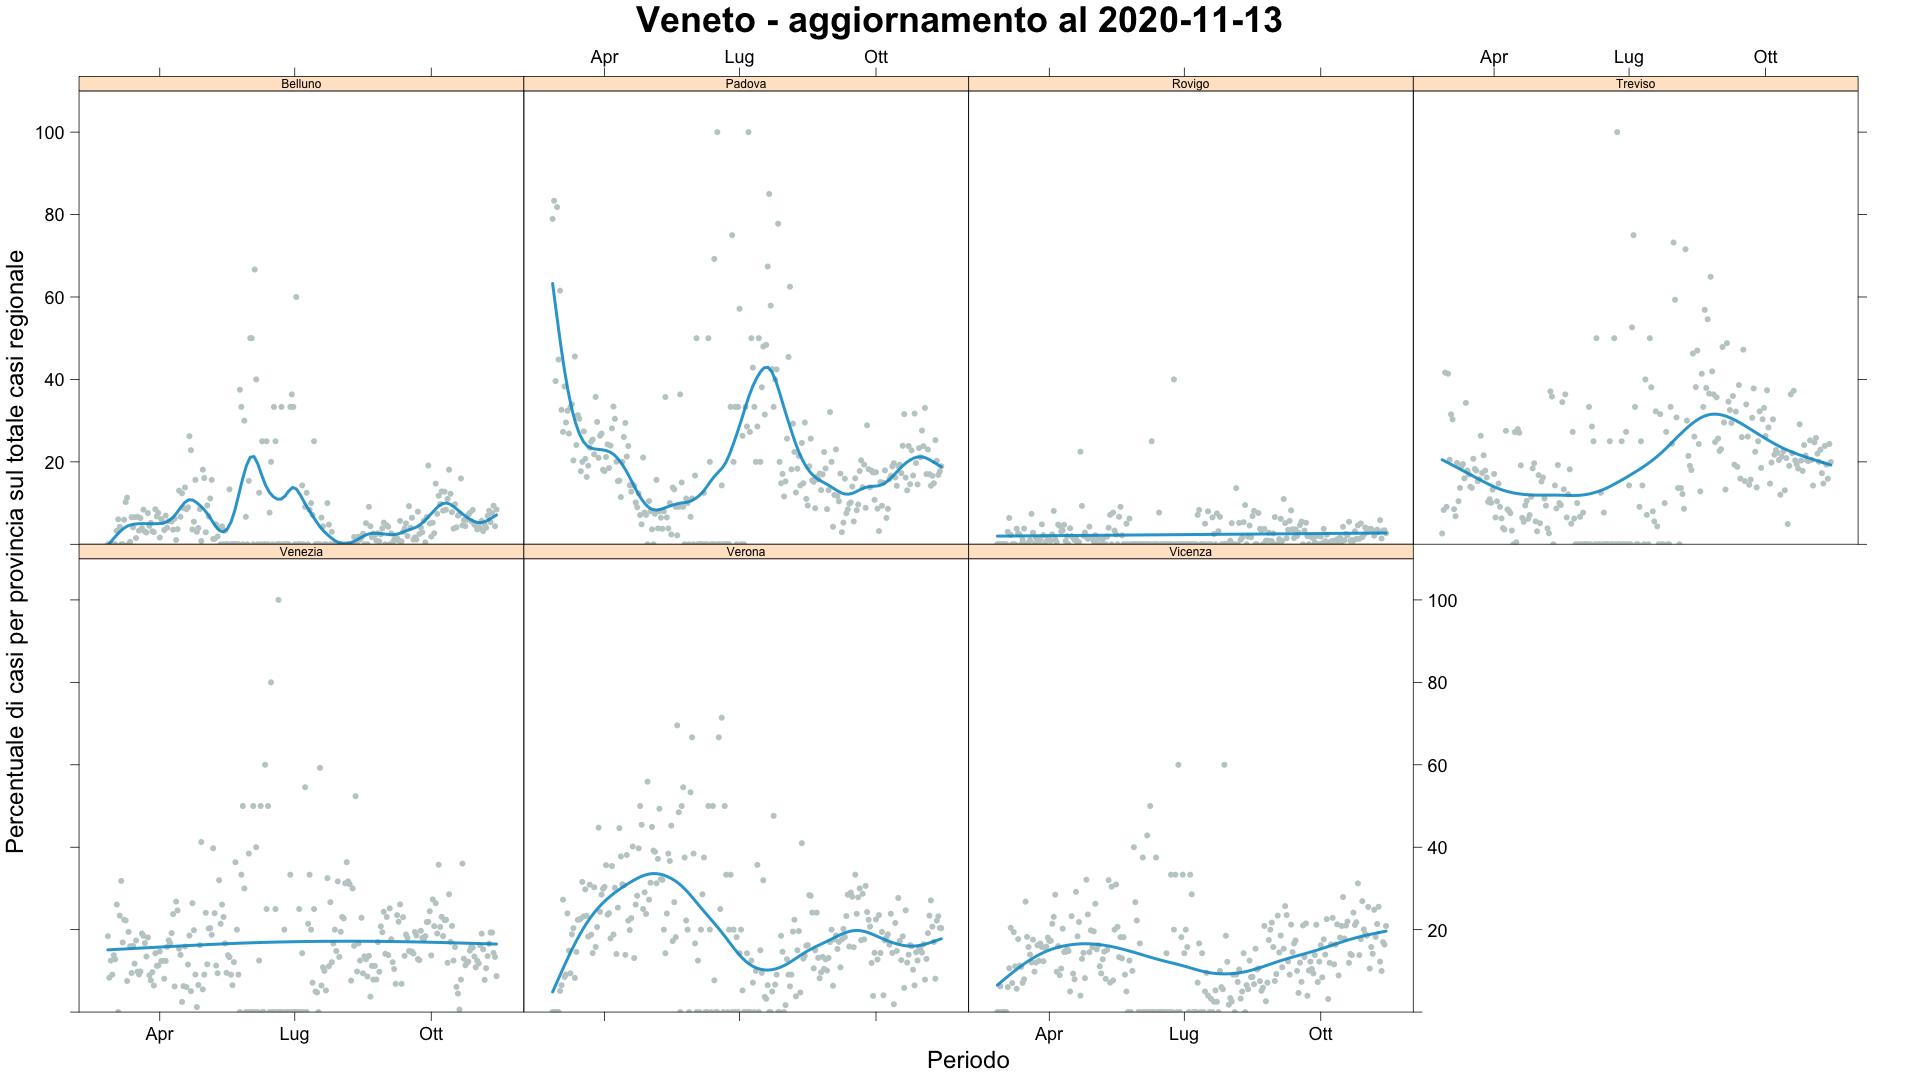 Veneto - aggiornamento al 2020-11-13
Apr Lug Ott Apr Lug Ott
Belluno Padova Rovigo Treviso
100
80
60
40
20
Percentuale di casi per provincia sul totale casi regionale
Venezia Verona Vicenza
100
80
60
40
20
Apr Lug Ott Apr Lug Ott
Periodo